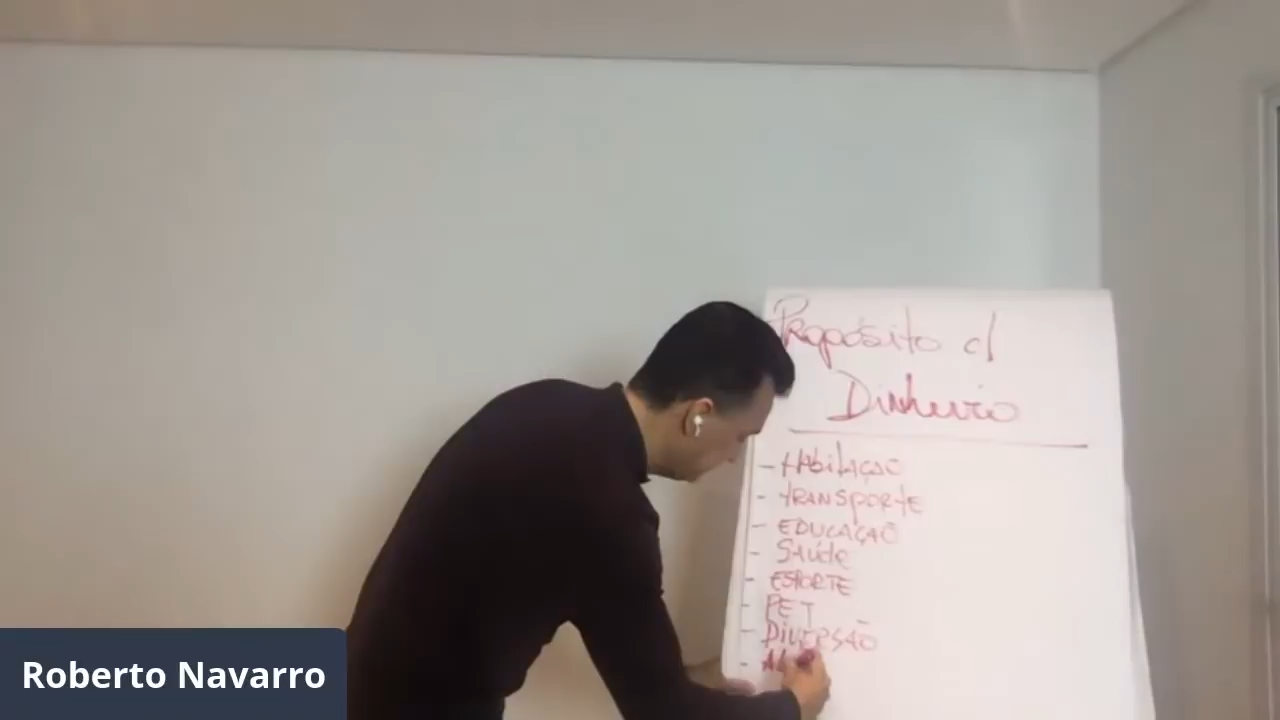 Propósito c/
Dinheiro
- Habitação
- Transporte
- EDUCAÇÃO
- Saúde
- ESPORTE
- PET
- DIVERSÃO
-
Roberto Navarro